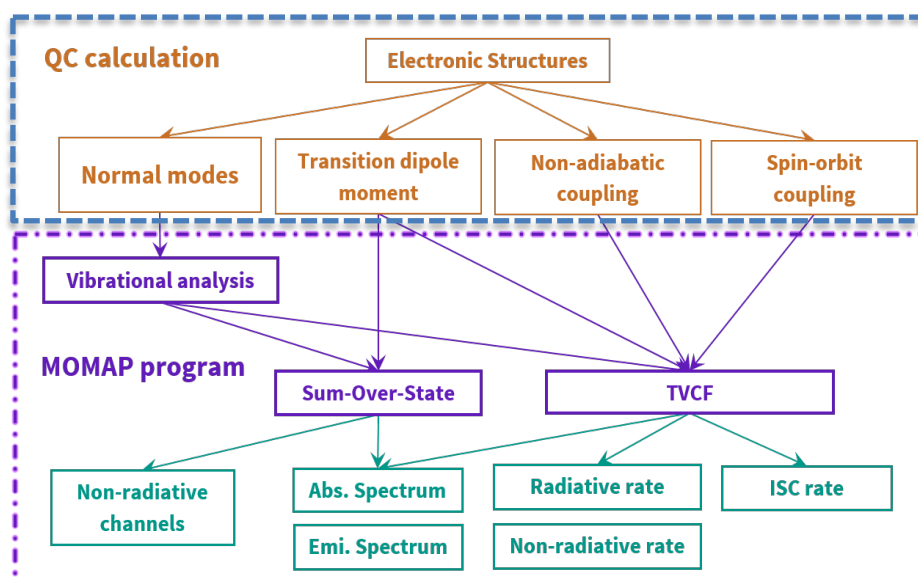 QC calculation
Electronic Structures
Normal modes
Transition dipole
moment
Non-adiabatic
coupling
Spin-orbit
coupling
Vibrational analysis
MOMAP program
Sum-Over-State
TVCF
Non-radiative
channels
Abs. Spectrum
Radiative rate
ISC rate
Emi. Spectrum
Non-radiative rate